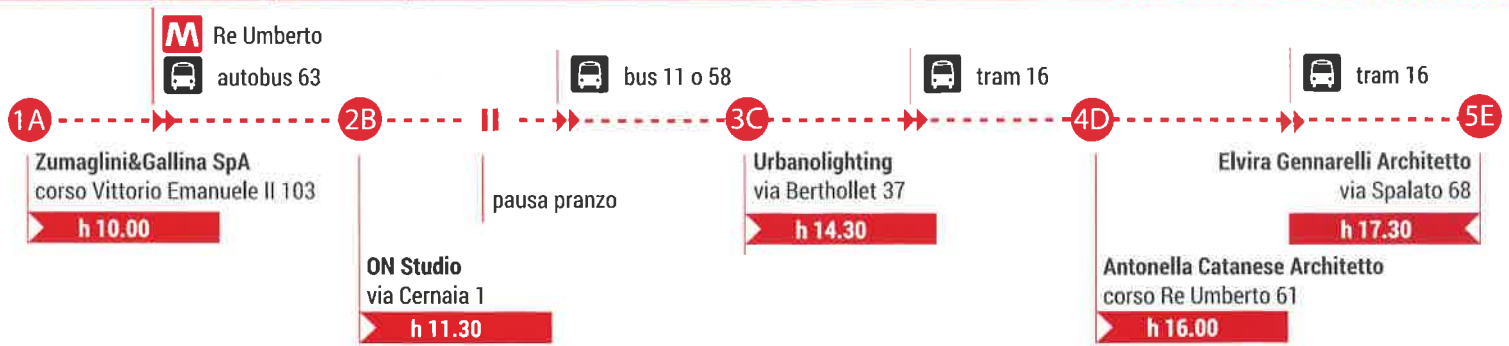 M Re Umberto
autobus 63
bus 11 o 58
tram 16
tram 16
1A
2B
3C
4D
5E
Zumaglini&Gallina SpA
corso Vittorio Emanuele II 103
h 10.00
ON Studio
via Cernaia 1
h 11.30
pausa pranzo
Urbanolighting
via Berthollet 37
h 14.30
Antonella Catanese Architetto
corso Re Umberto 61
h 16.00
Elvira Gennarelli Architetto
via Spalato 68
h 17.30